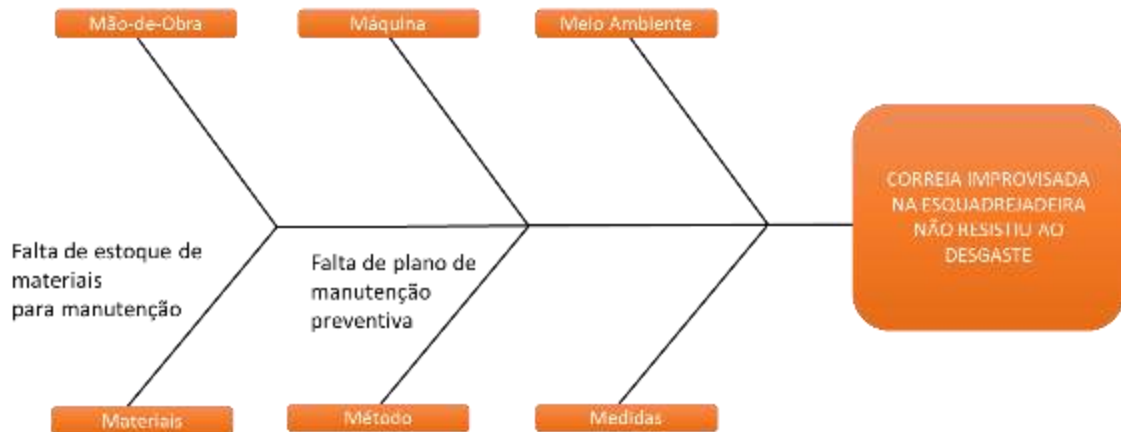 Mão-de-Obra
Máquina
Meio Ambiente
CORREIA IMPROVISADA
NA ESQUADREJADEIRA
NÃO RESISTIU AO
DESGASTE
Falta de estoque de
materiais
para manutenção
Falta de plano de
manutenção
preventiva
Materiais
Método
Medidas